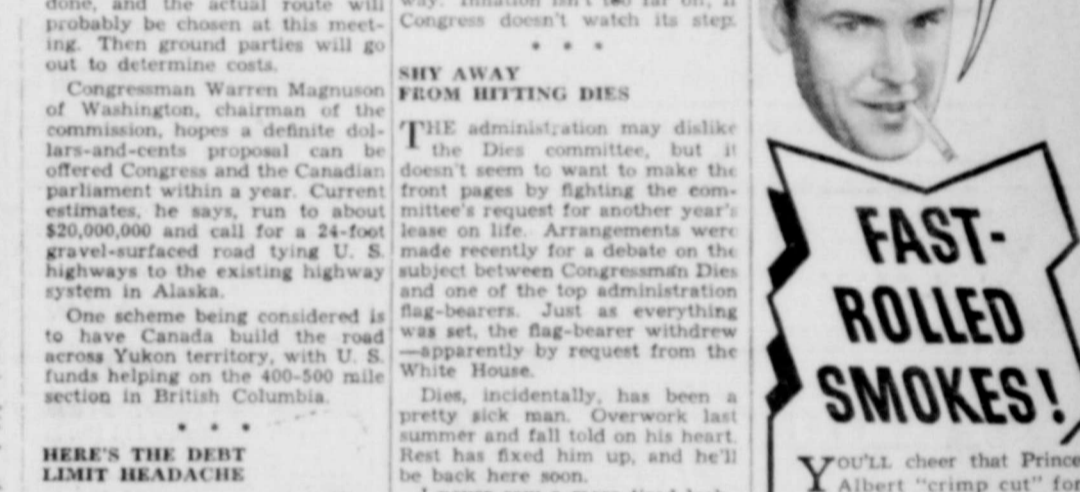 done, and the actual route will
probably be chosen at this meet-
ing. Then ground parties will go
out to determine costs.
Congressman Warren Magnuson
of Washington, chairman of the
commission, hopes a definite dol-
lars-and-cents proposal can be
offered Congress and the Canadian
parliament within a year. Current
estimates, he says, run to about
$20,000,000 and call for a 24-foot
gravel-surfaced road tying U. S.
highways to the existing highway
system in Alaska.
One scheme being considered is
to have Canada build the road
across Yukon territory, with U. S.
funds helping on the 400-500 mile
section in British Columbia.
* * *
HERE'S THE DEBT
LIMIT HEADACHE
way. Inflation isn't too far off, if
Congress doesn't watch its step.
* * *
SHY AWAY
FROM HITTING DIES
THE administration may dislike
the Dies committee, but it
doesn't seem to want to make the
front pages by fighting the com-
mittee's request for another year's
lease on life. Arrangements were
made recently for a debate on the
subject between Congressman Dies
and one of the top administration
flag-bearers. Just as everything
was set, the flag-bearer withdrew
—apparently by request from the
White House.
Dies, incidentally, has been a
pretty sick man. Overwork last
summer and fall told on his heart.
Rest has fixed him up, and he'll
be back here soon.
FAST-
ROLLED
SMOKES!
YOU'LL cheer that Prince
Albert "crimp cut" for